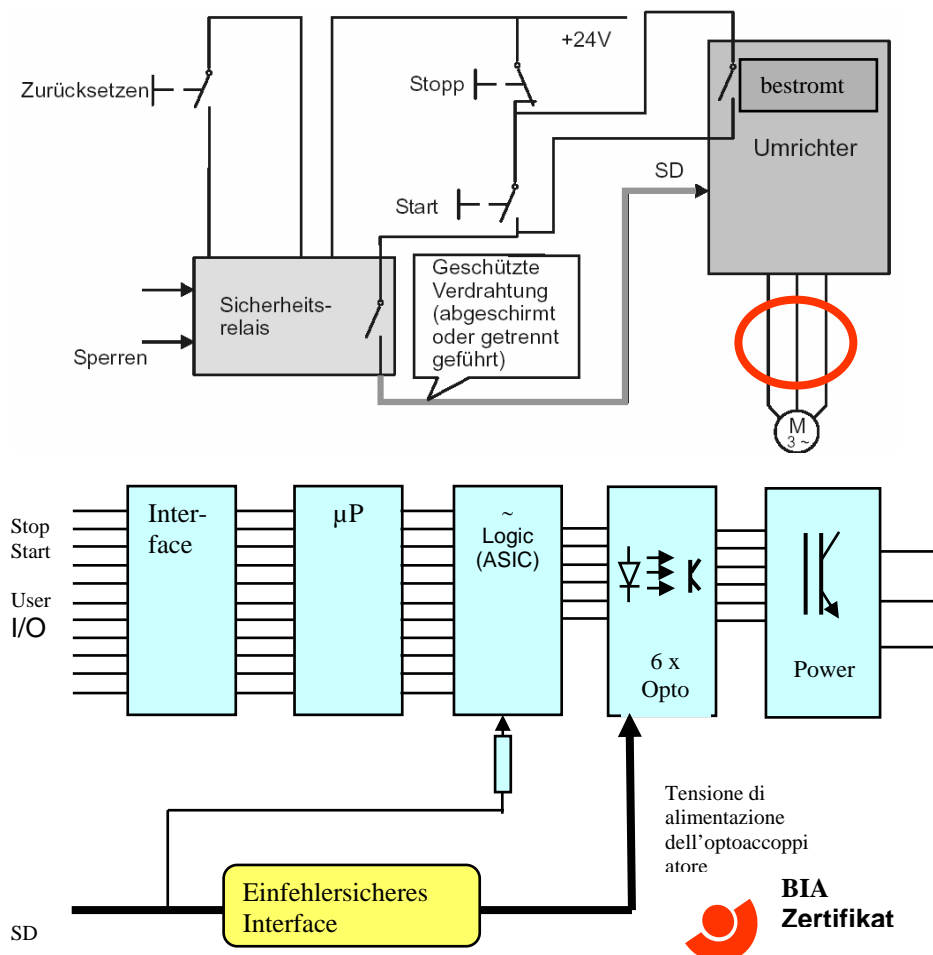 +24V
Zurücksetzen
Stopp
bestromt
Umrichter
SD
Start
Geschützte
Verdrahtung
(abgeschirmt
oder getrennt
geführt)
Sicherheits-
relais
Sperren
M
3 ~
Stop
Start
User
I/O
Inter-
face
µP
~
Logic
(ASIC)
6 x
Opto
Power
Tensione di
alimentazione
dell'optoaccoppi
atore
Einfehlersicheres
Interface
SD
BIA
Zertifikat